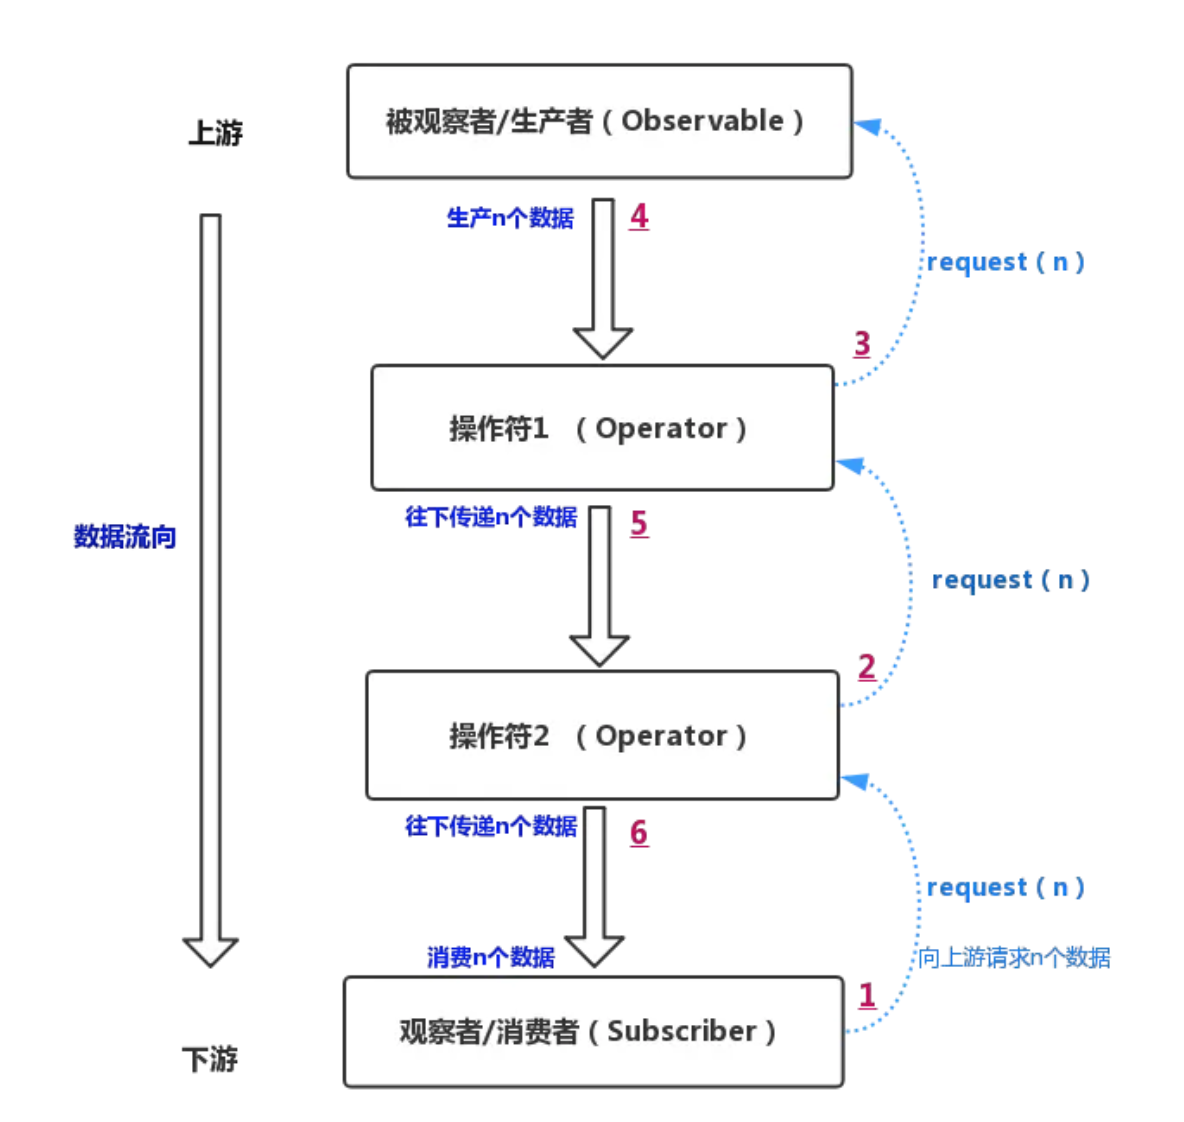 被观察者/生产者（Observable）
上游
生产n个数据
4
request（n）
3
操作符1 （Operator）
往下传递n个数据
5
数据流向
request（n）
2
操作符2 （Operator）
往下传递n个数据
6
request（n）
消费n个数据
向上游请求n个数据
1
观察者/消费者（Subscriber）
下游